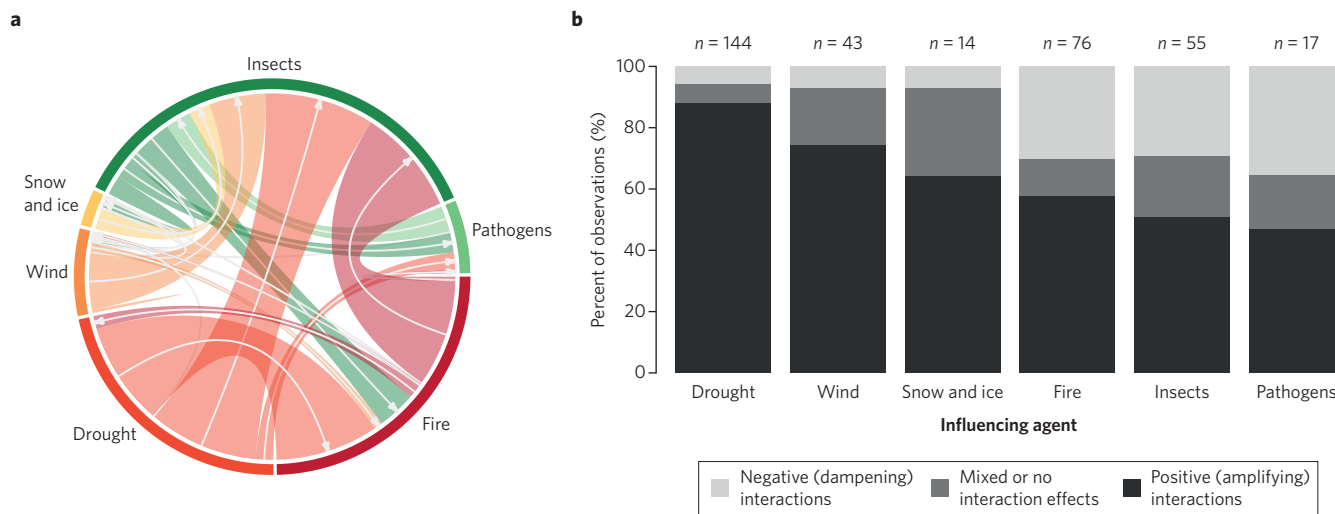 a
Insects
Snow
and ice
Pathogens
Wind
Drought
Fire
b
n = 144 n = 43 n = 14 n = 76 n = 55 n = 17
100
80
60
40
20
0
Percent of observations (%)
Drought Wind Snow and ice Fire Insects Pathogens
Influencing agent
Negative (dampening)
interactions
Mixed or no
interaction effects
Positive (amplifying)
interactions